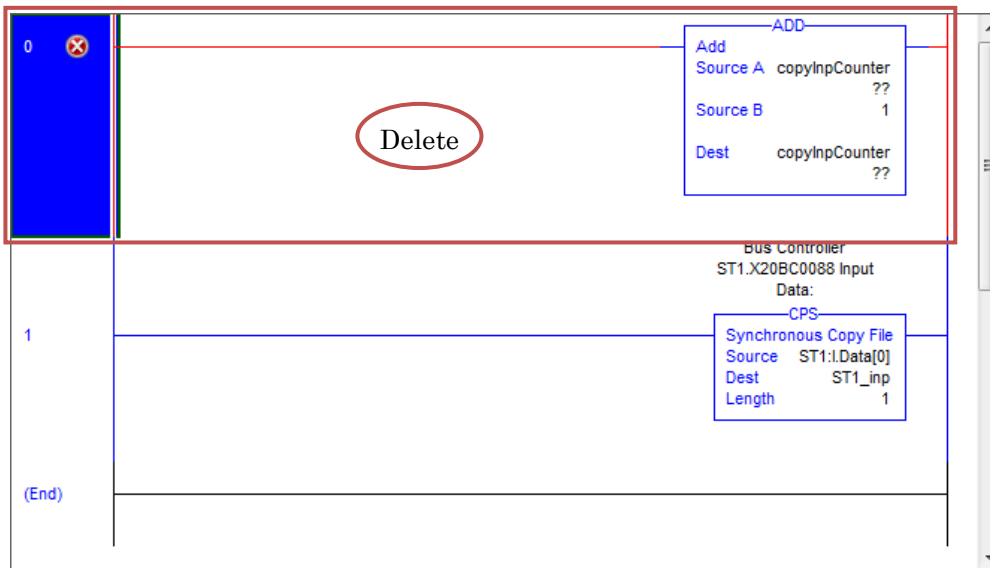 0
ADD
Add
Source A copyInpCounter
??
Source B 1
Dest copyInpCounter
??
Delete
Bus Controller
ST1.X20BC0088 Input
Data:
1
CPS
Synchronous Copy File
Source ST1:I.Data[0]
Dest ST1_inp
Length 1
(End)